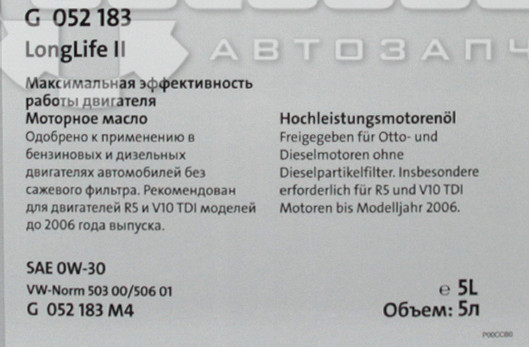 G 052 183
LongLife II
АВТОЗАПЧ
Максимальная эффективность
работы двигателя
Моторное масло
Одобрено к применению в
бензиновых и дизельных
двигателях автомобилей без
сажевого фильтра. Рекомендован
для двигателей R5 и V10 TDI моделей
до 2006 года выпуска.
Hochleistungsmotorenöl
Freigegeben für Otto- und
Dieselmotoren ohne
Dieselpartikelfilter. Insbesondere
erforderlich für R5 und V10 TDI
Motoren bis Modelljahr 2006.
SAE 0W-30
VW-Norm 503 00/506 01
G 052 183 M4
℮ 5L
Объем: 5л